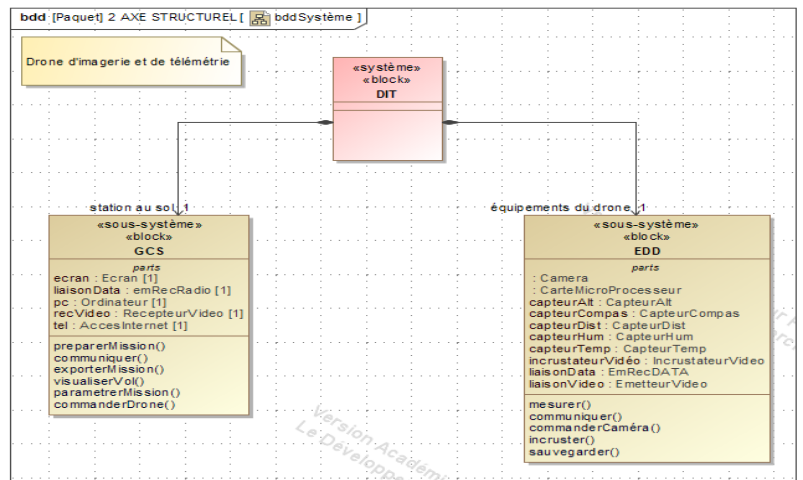 bdd [Paquet] 2 AXE STRUCTUREL [ bddSystème ]
Drone d'imagerie et de télémétrie
«système»
«block»
DIT
station au sol 1
équipements du drone 1
«sous-système»
«block»
GCS
parts
ecran : Ecran [1]
liaisonData : emRecRadio [1]
pc : Ordinateur [1]
recVideo : RecepteurVideo [1]
tel : AccesInternet [1]
preparerMission()
communiquer()
exporterMission()
visualiserVol()
parametrerMission()
commanderDrone()
«sous-système»
«block»
EDD
parts
: Camera
: CarteMicroProcesseur
capteurAlt : CapteurAlt
capteurCompas : CapteurCompas
capteurDist : CapteurDist
capteurHum : CapteurHum
capteurTemp : CapteurTemp
incrustateurVidéo : IncrustateurVideo
liaisonData : EmRecDATA
liaisonVideo : EmetteurVideo
mesurer()
communiquer()
commanderCaméra()
incruster()
sauvegarder()
Version Académi
Le Développe